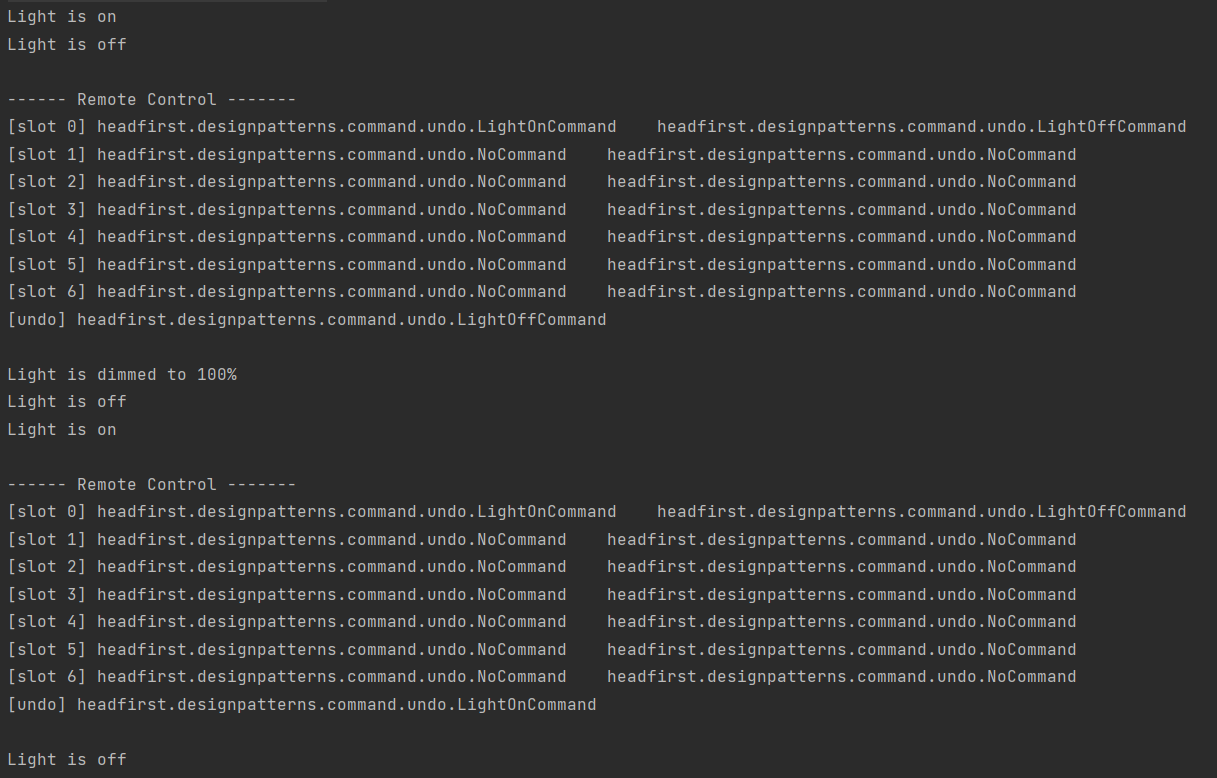 Light is on
Light is off
------ Remote Control -------
[slot 0] headfirst.designpatterns.command.undo.LightOnCommand    headfirst.designpatterns.command.undo.LightOffCommand
[slot 1] headfirst.designpatterns.command.undo.NoCommand    headfirst.designpatterns.command.undo.NoCommand
[slot 2] headfirst.designpatterns.command.undo.NoCommand    headfirst.designpatterns.command.undo.NoCommand
[slot 3] headfirst.designpatterns.command.undo.NoCommand    headfirst.designpatterns.command.undo.NoCommand
[slot 4] headfirst.designpatterns.command.undo.NoCommand    headfirst.designpatterns.command.undo.NoCommand
[slot 5] headfirst.designpatterns.command.undo.NoCommand    headfirst.designpatterns.command.undo.NoCommand
[slot 6] headfirst.designpatterns.command.undo.NoCommand    headfirst.designpatterns.command.undo.NoCommand
[undo] headfirst.designpatterns.command.undo.LightOffCommand
Light is dimmed to 100%
Light is off
Light is on
------ Remote Control -------
[slot 0] headfirst.designpatterns.command.undo.LightOnCommand    headfirst.designpatterns.command.undo.LightOffCommand
[slot 1] headfirst.designpatterns.command.undo.NoCommand    headfirst.designpatterns.command.undo.NoCommand
[slot 2] headfirst.designpatterns.command.undo.NoCommand    headfirst.designpatterns.command.undo.NoCommand
[slot 3] headfirst.designpatterns.command.undo.NoCommand    headfirst.designpatterns.command.undo.NoCommand
[slot 4] headfirst.designpatterns.command.undo.NoCommand    headfirst.designpatterns.command.undo.NoCommand
[slot 5] headfirst.designpatterns.command.undo.NoCommand    headfirst.designpatterns.command.undo.NoCommand
[slot 6] headfirst.designpatterns.command.undo.NoCommand    headfirst.designpatterns.command.undo.NoCommand
[undo] headfirst.designpatterns.command.undo.LightOnCommand
Light is off